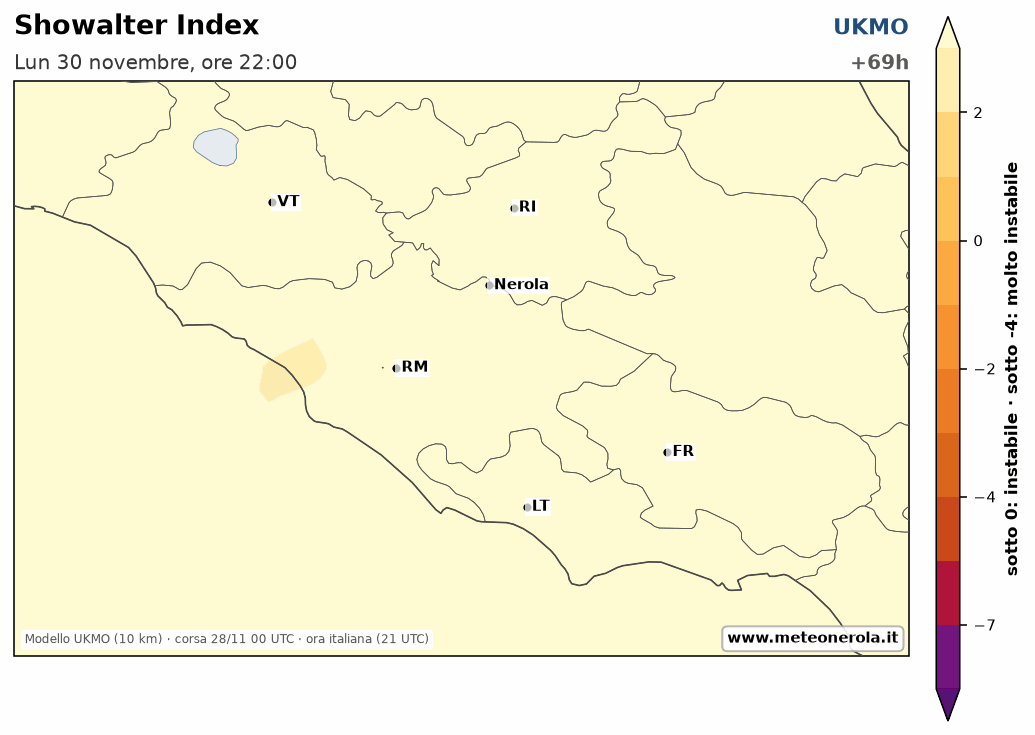 Showalter Index
UKMO
Lun 30 novembre, ore 22:00
+69h
VT
RI
Nerola
RM
FR
LT
Modello UKMO (10 km) · corsa 28/11 00 UTC · ora italiana (21 UTC)
www.meteonerola.it
2
0
−2
−4
−7
sotto 0: instabile · sotto -4: molto instabile